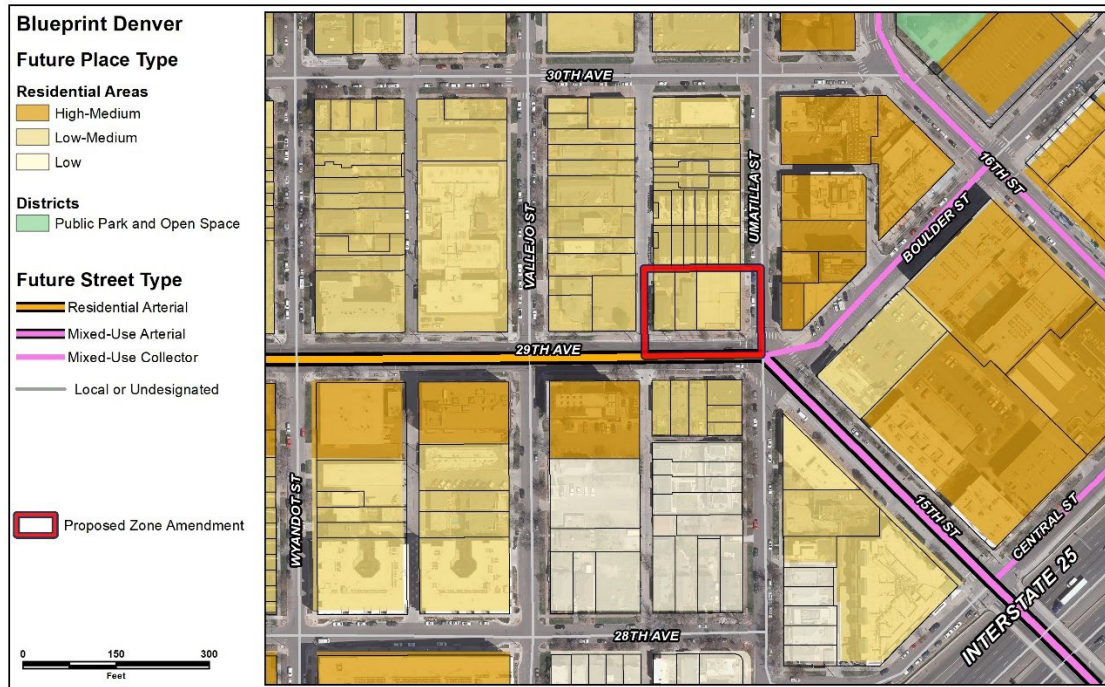 Blueprint Denver
Future Place Type
Residential Areas
High-Medium
Low-Medium
Low
Districts
Public Park and Open Space
Future Street Type
Residential Arterial
Mixed-Use Arterial
Mixed-Use Collector
Local or Undesignated
Proposed Zone Amendment
0 150 300
Feet
30TH AVE
16TH ST
UMATILLA ST
BOULDER ST
VALLEJO ST
29TH AVE
WYANDOT ST
15TH ST
CENTRAL ST
INTERSTATE 25
28TH AVE